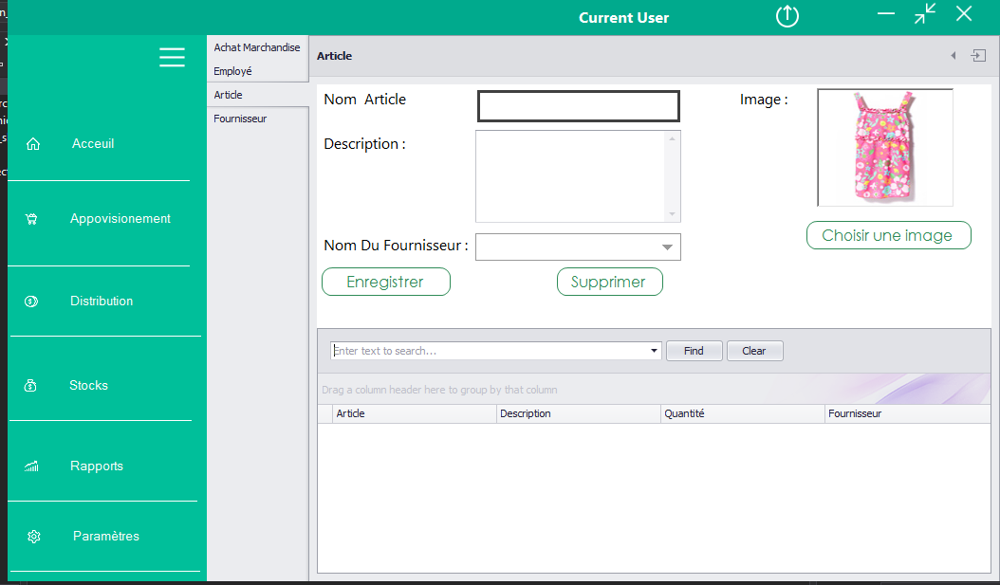 Current User
Acceuil
Appovisionement
Distribution
Stocks
Rapports
Paramètres
Achat Marchandise
Employé
Article
Fournisseur
Article
Nom Article
Image :
Description :
Choisir une image
Nom Du Fournisseur :
Enregistrer
Supprimer
Enter text to search...
Find
Clear
Drag a column header here to group by that column
Article
Description
Quantité
Fournisseur